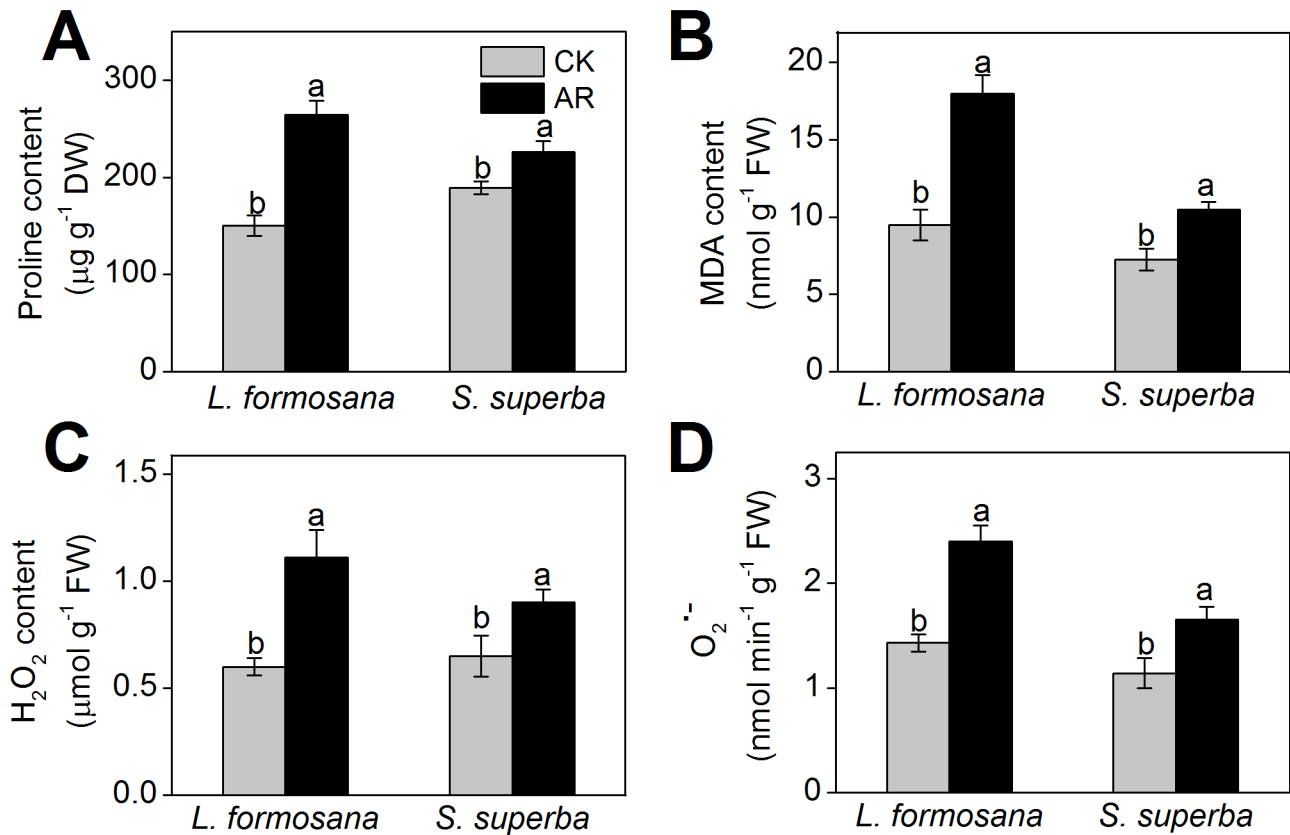 A
Proline content
(μg g⁻¹ DW)
300
200
100
0
CK
AR
b
a
b
a
L. formosana
S. superba
B
MDA content
(nmol g⁻¹ FW)
20
15
10
5
0
b
a
b
a
L. formosana
S. superba
C
H₂O₂ content
(μmol g⁻¹ FW)
1.5
1.0
0.5
0.0
b
a
b
a
L. formosana
S. superba
D
O₂·⁻
(nmol min⁻¹ g⁻¹ FW)
3
2
1
0
b
a
b
a
L. formosana
S. superba